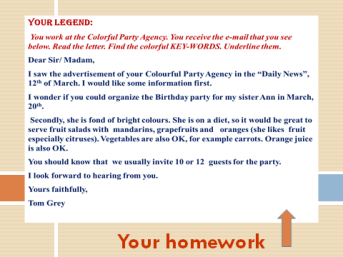 YOUR LEGEND:
You work at the Colorful Party Agency. You receive the e-mail that you see
below. Read the letter. Find the colorful KEY-WORDS. Underline them.
Dear Sir/ Madam,
I saw the advertisement of your Colourful Party Agency in the “Daily News”,
12th of March. I would like some information first.
I wonder if you could organize the Birthday party for my sister Ann in March,
20th.
Secondly, she is fond of bright colours. She is on a diet, so it would be great to
serve fruit salads with mandarins, grapefruits and oranges (she likes fruit
especially citruses). Vegetables are also OK, for example carrots. Orange juice
is also OK.
You should know that we usually invite 10 or 12 guests for the party.
I look forward to hearing from you.
Yours faithfully,
Tom Grey
Your homework